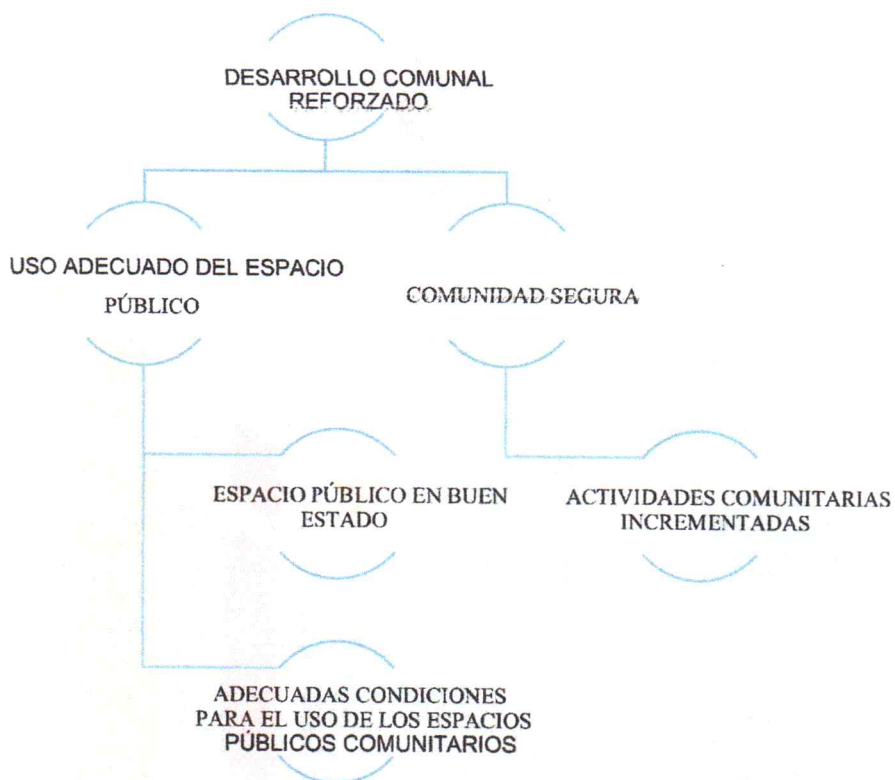 DESARROLLO COMUNAL
REFORZADO
USO ADECUADO DEL ESPACIO
PÚBLICO
COMUNIDAD SEGURA
ESPACIO PÚBLICO EN BUEN
ESTADO
ACTIVIDADES COMUNITARIAS
INCREMENTADAS
ADECUADAS CONDICIONES
PARA EL USO DE LOS ESPACIOS
PÚBLICOS COMUNITARIOS